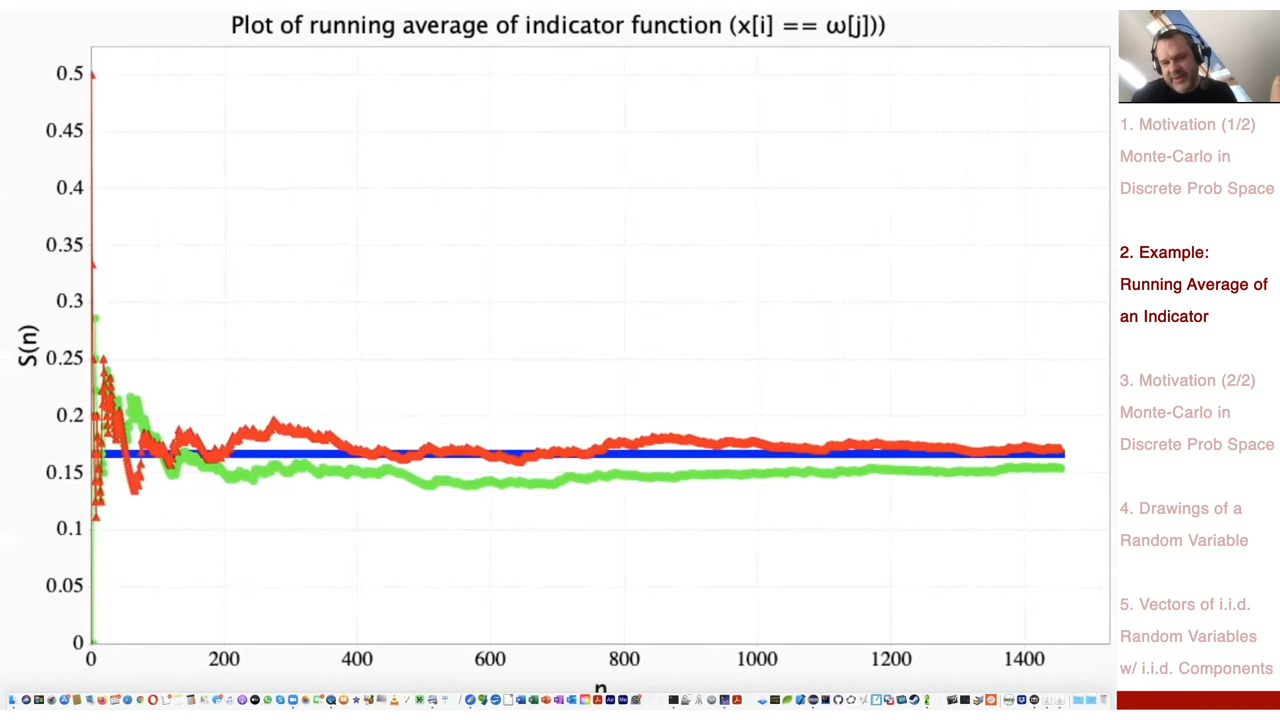 Plot of running average of indicator function (x[i] == ω[j]))
0.5
0.45
0.4
0.35
0.3
0.25
0.2
0.15
0.1
0.05
0
S(n)
0 200 400 600 800 1000 1200 1400
n
1. Motivation (1/2)
Monte-Carlo in
Discrete Prob Space
2. Example:
Running Average of
an Indicator
3. Motivation (2/2)
Monte-Carlo in
Discrete Prob Space
4. Drawings of a
Random Variable
5. Vectors of i.i.d.
Random Variables
w/ i.i.d. Components